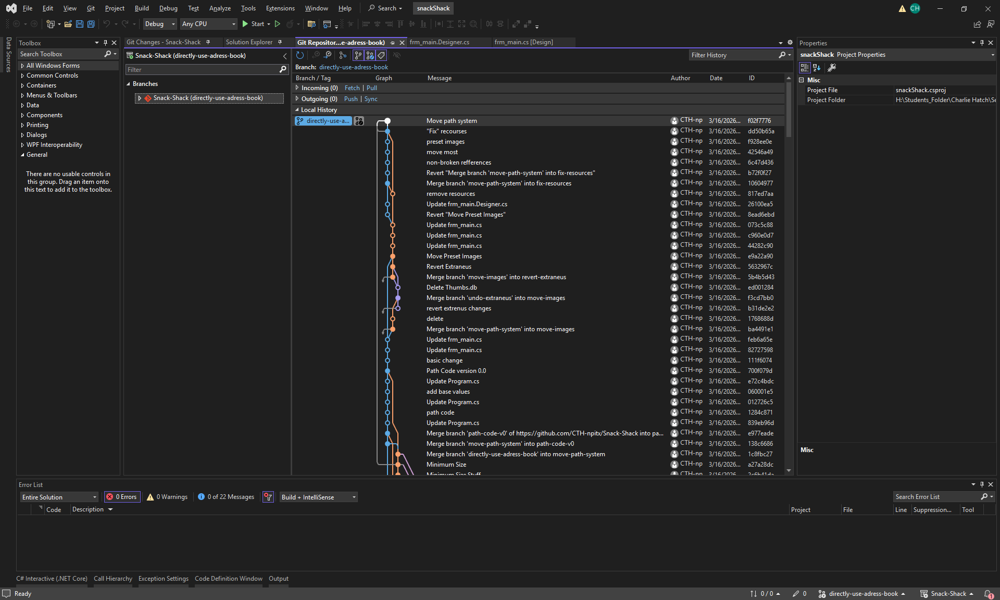 File Edit View Git Project Build Debug Test Analyze Tools Extensions Window Help Search snackShack CH
Debug Any CPU Start
Data Sources
Toolbox
Search Toolbox
All Windows Forms
Common Controls
Containers
Menus & Toolbars
Data
Components
Printing
Dialogs
WPF Interoperability
General
There are no usable controls in
this group. Drag an item onto
this text to add it to the toolbox.
Git Changes - Snack-Shack Solution Explorer Git Repositor...e-adress-book) frm_main.Designer.cs frm_main.cs [Design]
Snack-Shack (directly-use-adress-book)
Filter
Branches
Snack-Shack (directly-use-adress-book)
Filter History
Branch: directly-use-adress-book
Branch / Tag Graph Message Author Date ID
Incoming (0) Fetch | Pull
Outgoing (0) Push | Sync
Local History
directly-use-a... Move path system CTH-np 3/16/2026... f02f7776
"Fix" recourses CTH-np 3/16/2026... dd50b65a
preset images CTH-np 3/16/2026... f928ee0e
move most CTH-np 3/16/2026... 42546a49
non-broken refferences CTH-np 3/16/2026... 6c47d436
Revert "Merge branch 'move-path-system' into fix-resources" CTH-np 3/16/2026... b72f0f27
Merge branch 'move-path-system' into fix-resources CTH-np 3/16/2026... 10604977
remove resources CTH-np 3/16/2026... 817ed7aa
Update frm_main.Designer.cs CTH-np 3/16/2026... 26100ea5
Revert "Move Preset Images" CTH-np 3/16/2026... 8ead6ebd
Update frm_main.cs CTH-np 3/16/2026... 073c5c88
Update frm_main.cs CTH-np 3/16/2026... c960e0d7
Update frm_main.cs CTH-np 3/16/2026... 44282c90
Move Preset Images CTH-np 3/16/2026... e9a22a90
Revert Extraneus CTH-np 3/16/2026... 5632967c
Merge branch 'move-images' into revert-extraneus CTH-np 3/16/2026... 5b4b5d43
Delete Thumbs.db CTH-np 3/16/2026... ed001284
Merge branch 'undo-extraneus' into move-images CTH-np 3/16/2026... f3cd7bb0
revert extrenus changes CTH-np 3/16/2026... b31de2e2
delete CTH-np 3/16/2026... 1768688d
Merge branch 'move-path-system' into move-images CTH-np 3/16/2026... ba4491e1
Update frm_main.cs CTH-np 3/16/2026... feb6a65e
Update frm_main.cs CTH-np 3/16/2026... 82727598
basic change CTH-np 3/16/2026... 111f6074
Path Code version 0.0 CTH-np 3/16/2026... 700f079d
Update Program.cs CTH-np 3/16/2026... e72c4bdc
add base values CTH-np 3/16/2026... 060001e5
Update Program.cs CTH-np 3/16/2026... 012726c5
path code CTH-np 3/16/2026... 1284c871
Update Program.cs CTH-np 3/16/2026... 839eb96d
Merge branch 'path-code-v0' of https://github.com/CTH-npitx/Snack-Shack into pa... CTH-np 3/16/2026... e977eade
Merge branch 'move-path-system' into path-code-v0 CTH-np 3/16/2026... 138c6686
Merge branch 'directly-use-adress-book' into move-path-system CTH-np 3/16/2026... 1c8fbc27
Minimum Size CTH-np 3/16/2026... a27a28dc
Minimum Size Stuff CTH-np 3/16/2026... 2c6b41da
Properties
snackShack Project Properties
Misc
Project File snackShack.csproj
Project Folder H:\Students_Folder\Charlie Hatch\Se
Misc
Error List
Entire Solution 0 Errors 0 Warnings 0 of 22 Messages Build + IntelliSense Search Error List
Code Description Project File Line Suppression... Tool
C# Interactive (.NET Core) Call Hierarchy Exception Settings Code Definition Window Output
Ready 0 / 0 0 directly-use-adress-book Snack-Shack 1